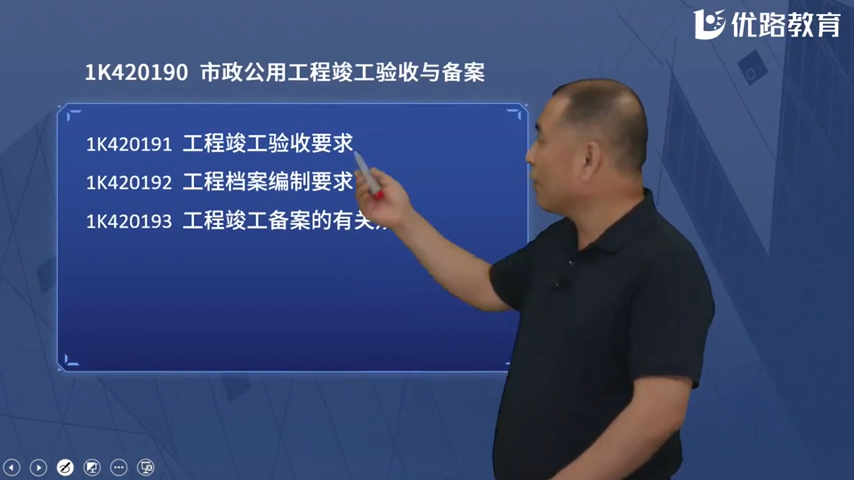 优路教育
1K420190 市政公用工程竣工验收与备案
1K420191 工程竣工验收要求
1K420192 工程档案编制要求
1K420193 工程竣工备案的有关